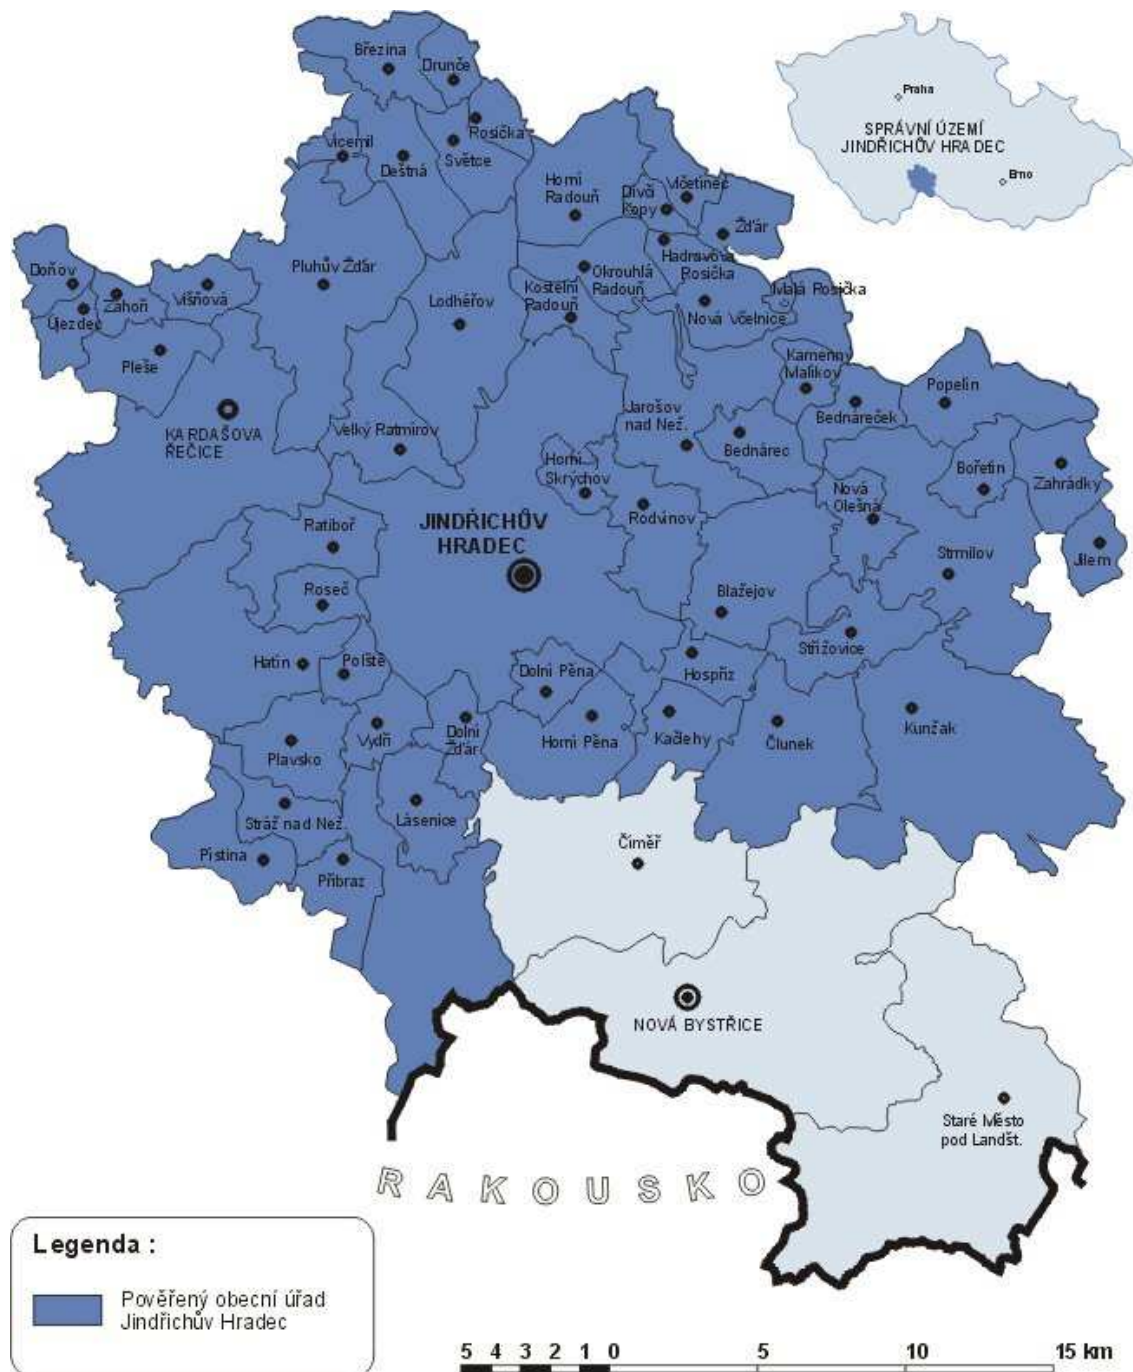 Březina
Drunče
Praha
Rosička
SPRÁVNÍ ÚZEMÍ
JINDŘICHŮV HRADEC
Světce
Vícemil
Deštná
Brno
Horní
Radouň
Dívčí
Kopy
Vlčetínec
Žďár
Hadravova
Rosička
Doňov
Záhoň
Višňová
Újezdec
Pluhův Žďár
Lodhéřov
Kostelní
Radouň
Okrouhlá
Radouň
Malá Rosička
Nová Včelnice
Pleše
Kamenný
Malíkov
Popelín
Bednáreček
KARDAŠOVA
ŘEČICE
Velký Ratmírov
Jarošov
nad Než.
Bednárec
Horní
Skrýchov
Bořetín
Zahrádky
Nová
Olešná
Rodvínov
JINDŘICHŮV
HRADEC
Ratiboř
Strmilov
Jilem
Roseč
Blažejov
Střížovice
Hatín
Polště
Dolní Pěna
Hospříz
Plavsko
Vydří
Dolní
Žďár
Horní Pěna
Kačlehy
Člunek
Kunžak
Stráž nad Než.
Lásenice
Pístina
Příbraz
Číměř
NOVÁ BYSTŘICE
Staré Město
pod Landšt.
RAKOUSKO
Legenda :
Pověřený obecní úřad
Jindřichův Hradec
5 4 3 2 1 0 5 10 15 km